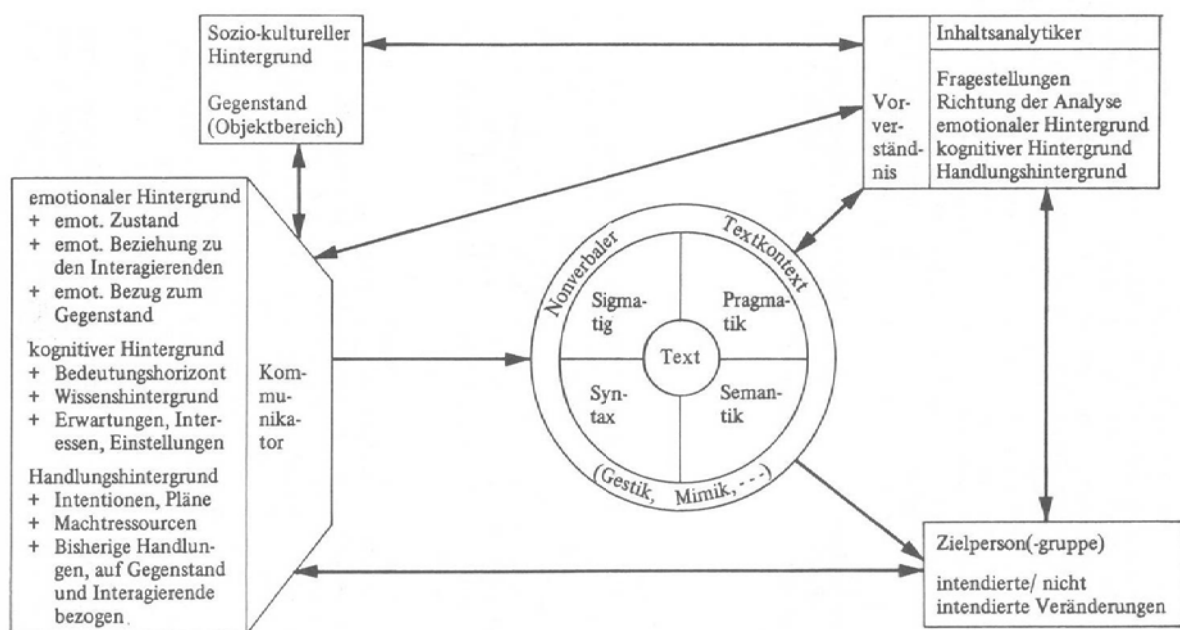 Sozio-kultureller
Hintergrund
Gegenstand
(Objektbereich)
Inhaltsanalytiker
Vor-
ver-
ständ-
nis
Fragestellungen
Richtung der Analyse
emotionaler Hintergrund
kognitiver Hintergrund
Handlungshintergrund
emotionaler Hintergrund
+ emot. Zustand
+ emot. Beziehung zu
den Interagierenden
+ emot. Bezug zum
Gegenstand
kognitiver Hintergrund
+ Bedeutungshorizont
+ Wissenshintergrund
+ Erwartungen, Inter-
essen, Einstellungen
Handlungshintergrund
+ Intentionen, Pläne
+ Machtressourcen
+ Bisherige Handlun-
gen, auf Gegenstand
und Interagierende
bezogen
Kom-
mu-
nika-
tor
Nonverbaler Textkontext
Sigma-
tig
Pragma-
tik
Text
Syn-
tax
Seman-
tik
(Gestik, Mimik, ---)
Zielperson(-gruppe)
intendierte/ nicht
intendierte Veränderungen